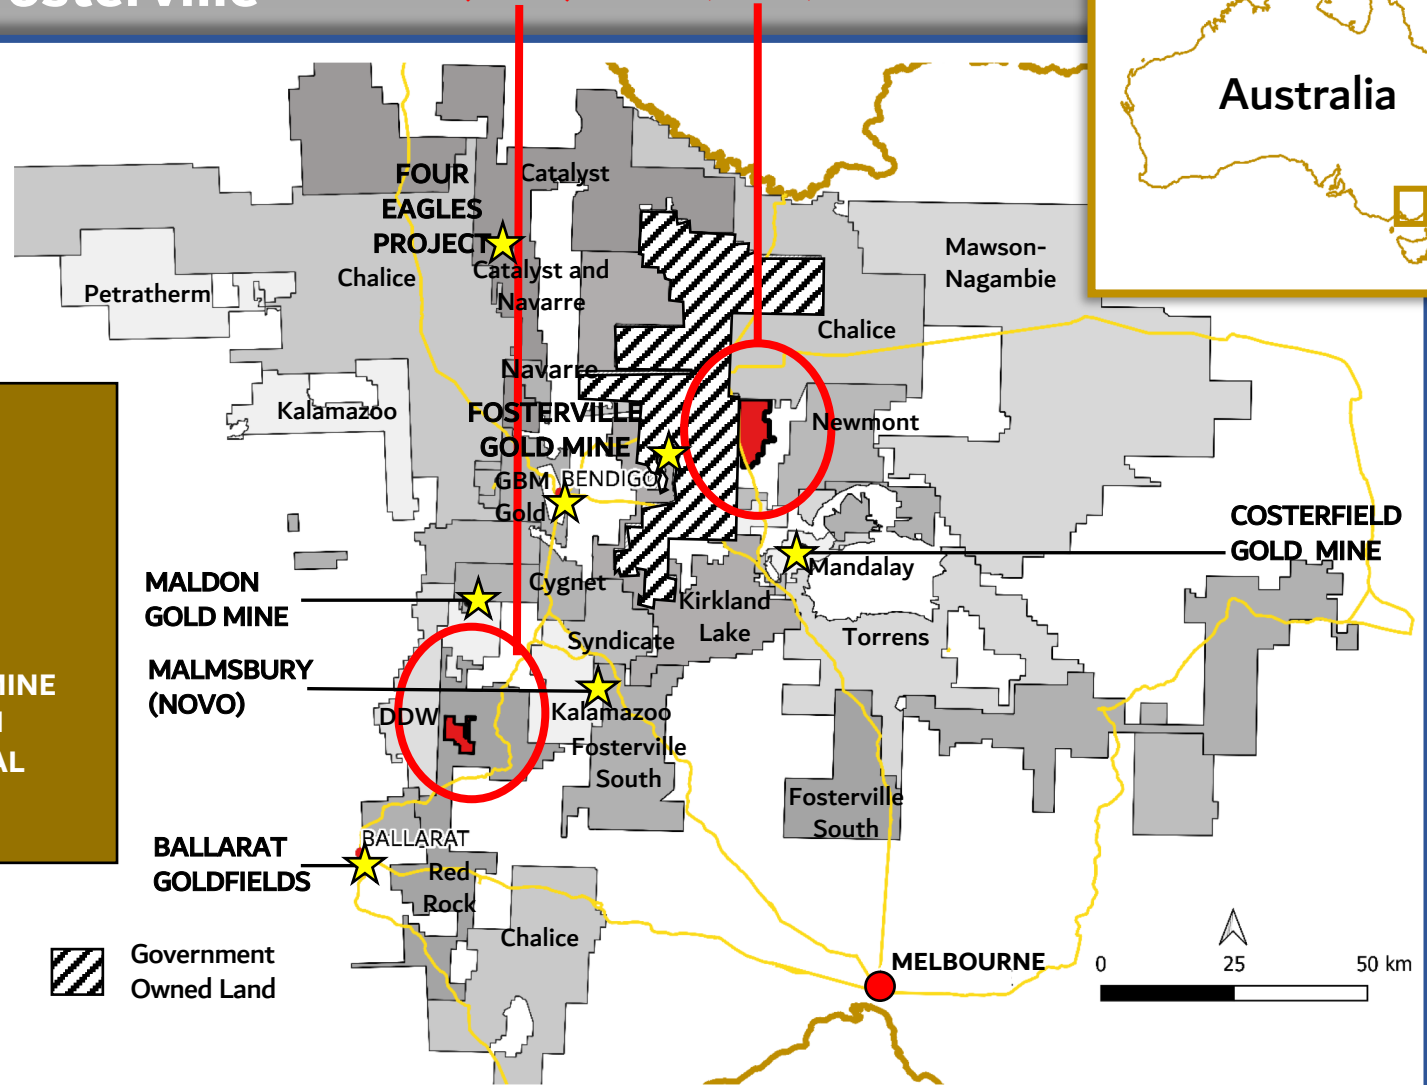 Australia
FOUR
EAGLES
PROJECT
Catalyst
Catalyst and
Navarre
Chalice
Petratherm
Mawson-
Nagambie
Chalice
Navarre
Kalamazoo
FOSTERVILLE
GOLD MINE
Newmont
GBM
Gold
BENDIGO
COSTERFIELD
GOLD MINE
Mandalay
MALDON
GOLD MINE
Cygnet
Kirkland
Lake
Syndicate
Torrens
MALMSBURY
(NOVO)
DDW
Kalamazoo
Fosterville
South
Fosterville
South
BALLARAT
GOLDFIELDS
BALLARAT
Red
Rock
Chalice
Government
Owned Land
MELBOURNE
0 25 50 km